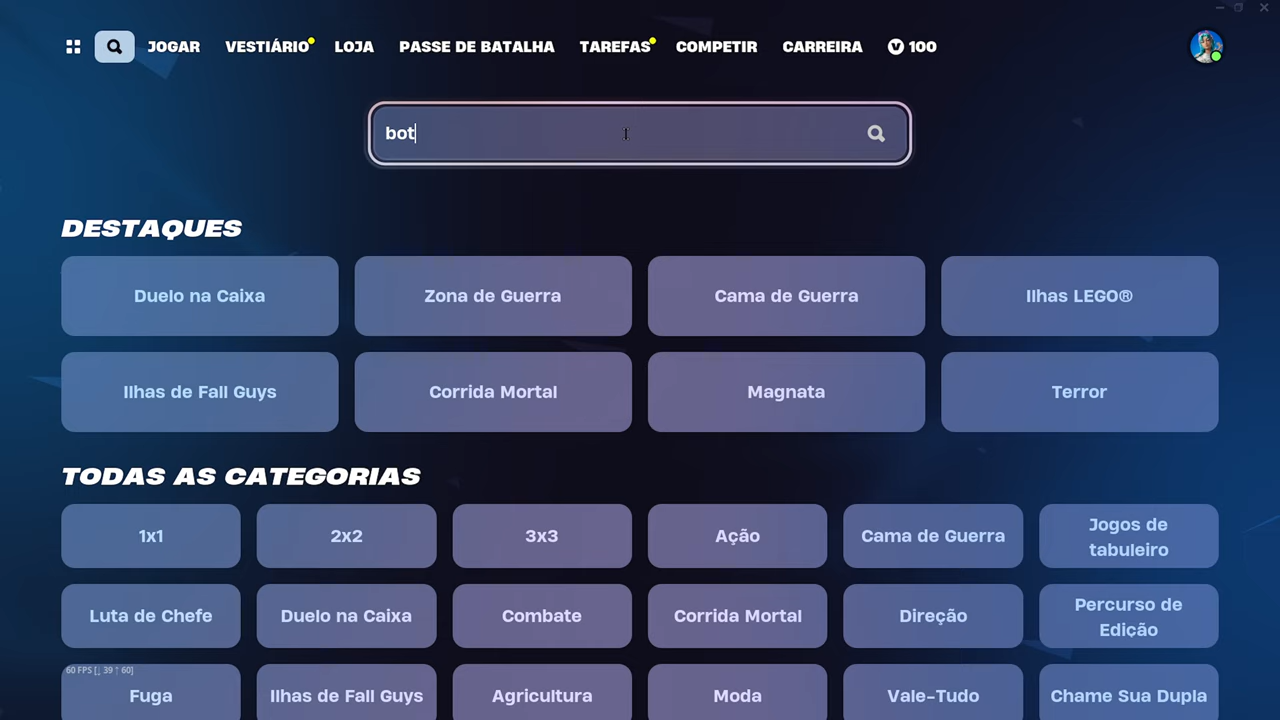 JOGAR VESTIÁRIO LOJA PASSE DE BATALHA TAREFAS COMPETIR CARREIRA V 100
bot
DESTAQUES
Duelo na Caixa Zona de Guerra Cama de Guerra Ilhas LEGO®
Ilhas de Fall Guys Corrida Mortal Magnata Terror
TODAS AS CATEGORIAS
1x1 2x2 3x3 Ação Cama de Guerra Jogos de
tabuleiro
Luta de Chefe Duelo na Caixa Combate Corrida Mortal Direção Percurso de
Edição
60 FPS [↓ 39 ↑ 60]
Fuga Ilhas de Fall Guys Agricultura Moda Vale-Tudo Chame Sua Dupla